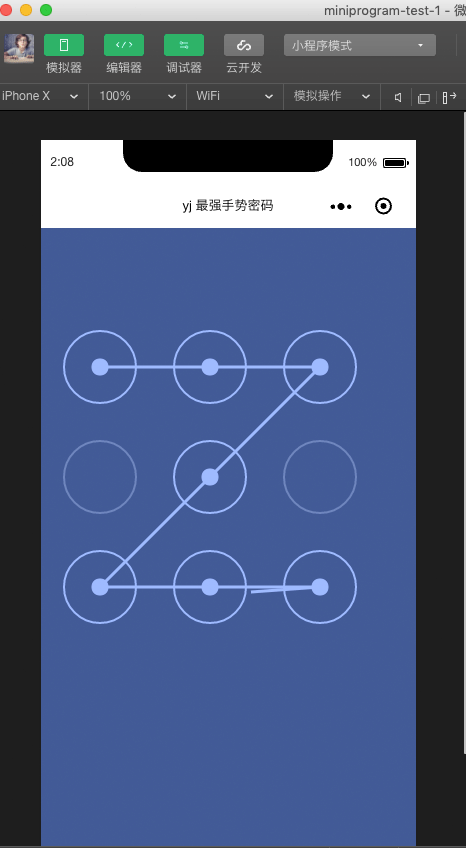 miniprogram-test-1 - 微
模拟器 编辑器 调试器 云开发 小程序模式
iPhone X 100% WiFi 模拟操作
2:08 100%
yj 最强手势密码